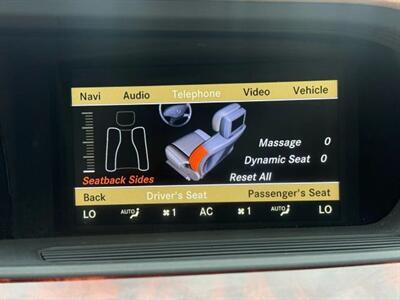 Navi Audio Telephone Video Vehicle
Massage 0
Dynamic Seat 0
Seatback Sides Reset All
Back Driver's Seat Passenger's Seat
LO AUTO 1 AC 1 AUTO LO